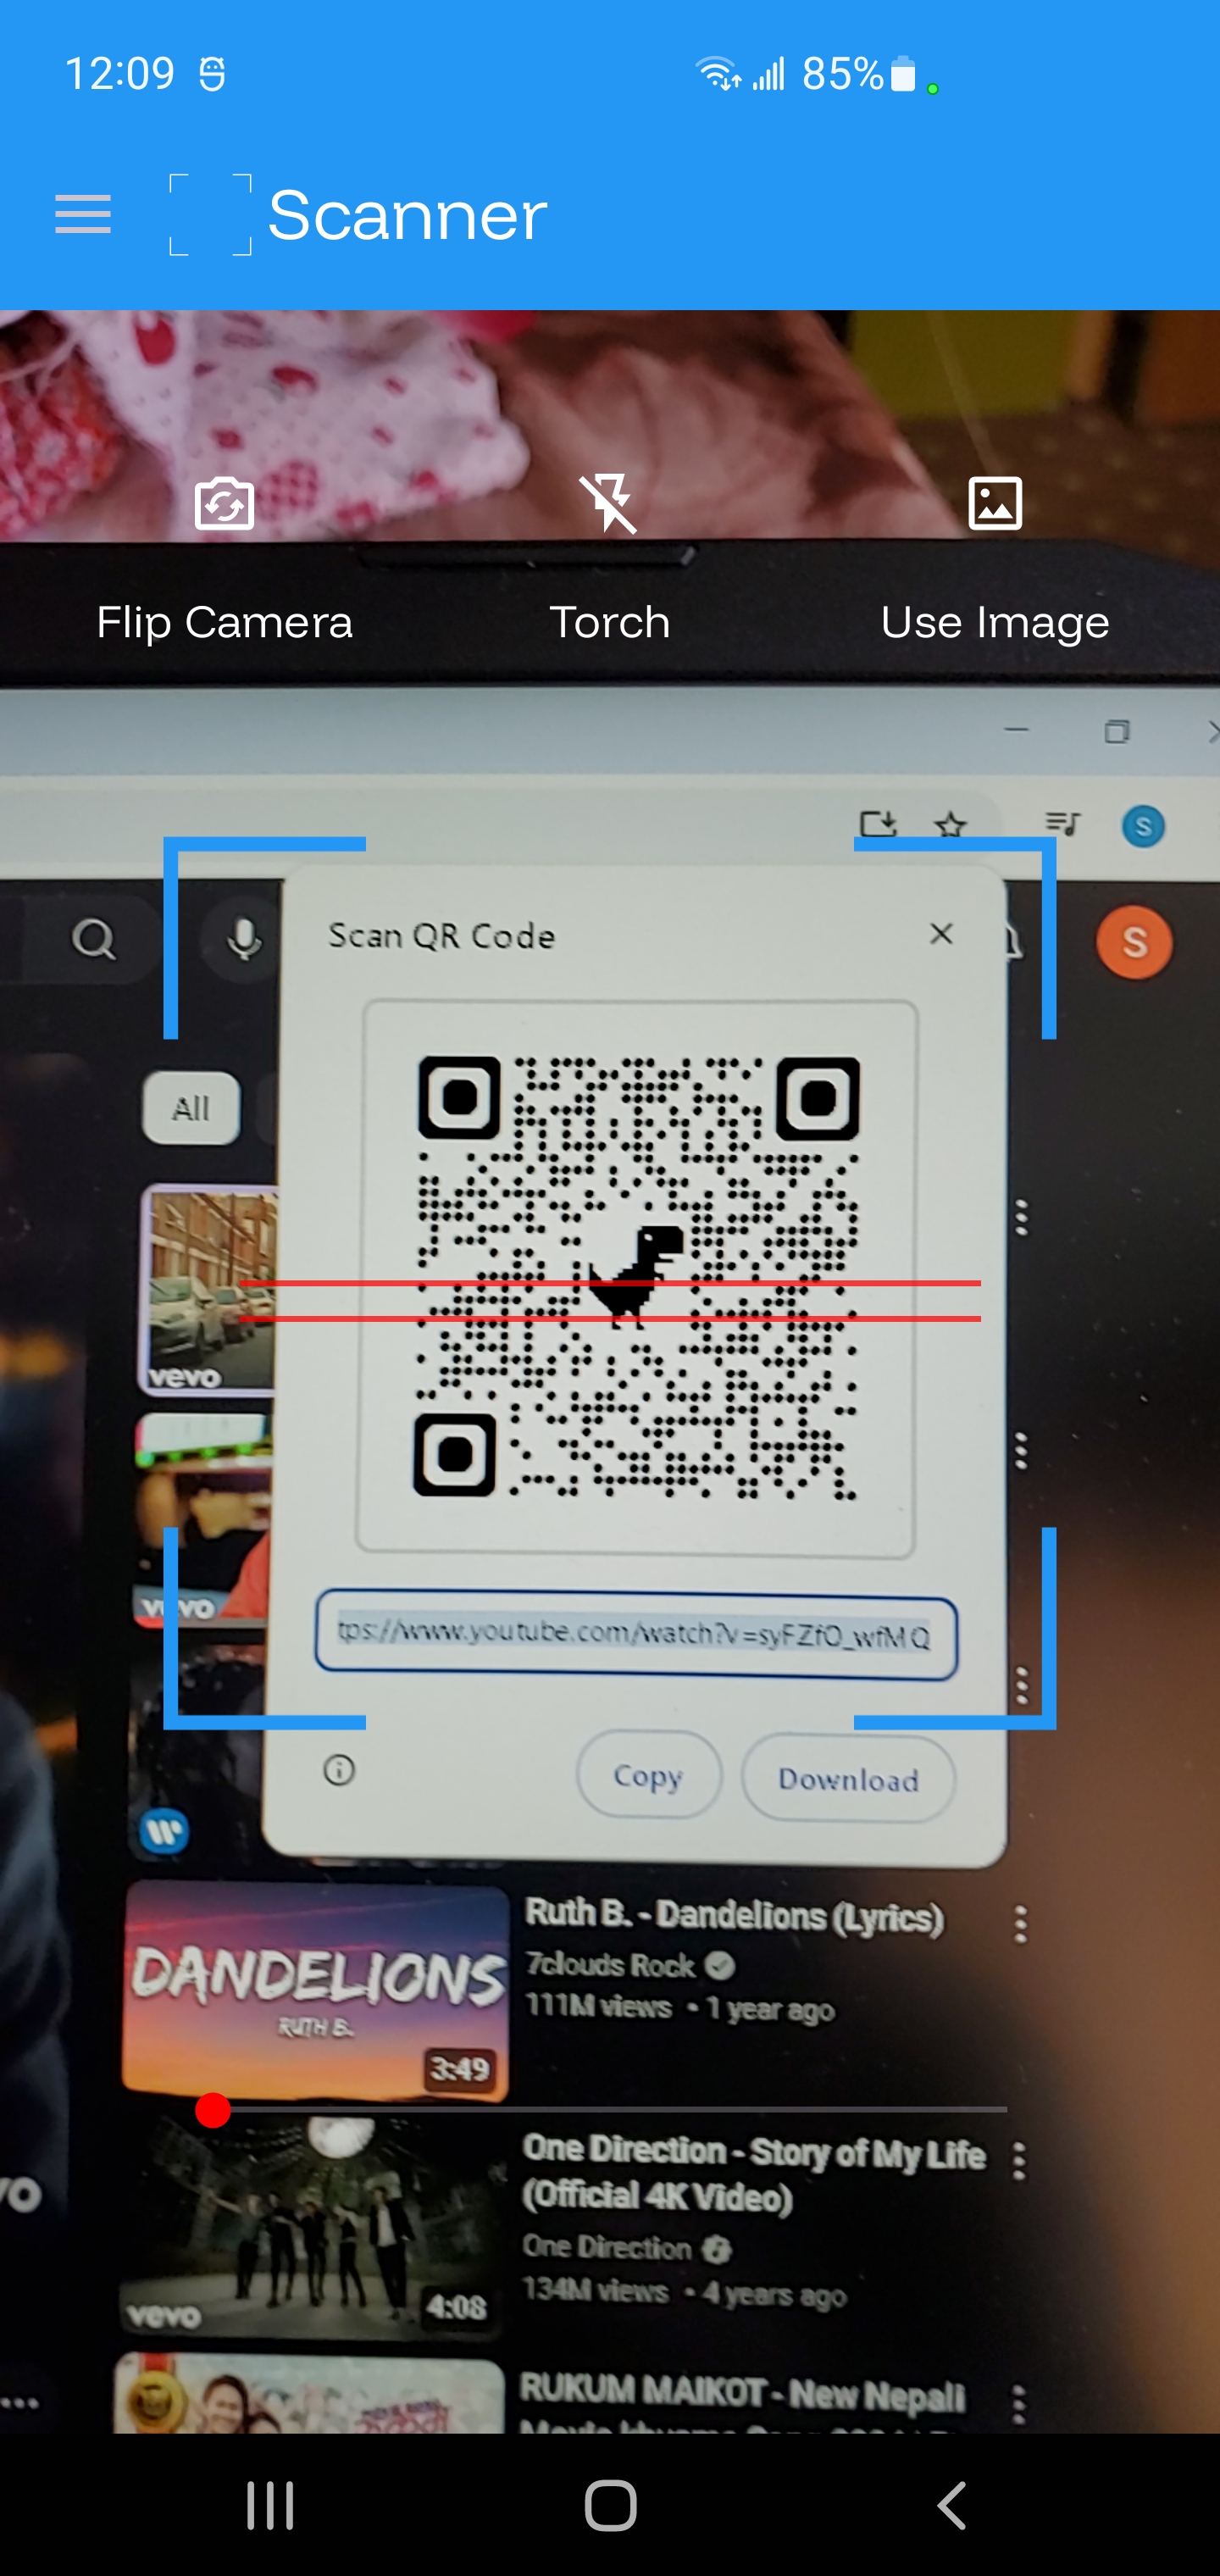 12:09
85%
Scanner
Flip Camera
Torch
Use Image
S
Scan QR Code
S
All
vevo
tps://www.youtube.com/watch?v=syFZfO_wfMQ
vevo
Copy
Download
Ruth B. - Dandelions (Lyrics)
DANDELIONS
7clouds Rock
RUTH B.
111M views • 1 year ago
3:49
One Direction - Story of My Life
(Official 4K Video)
vo
One Direction
134M views • 4 years ago
vevo
4:08
RUKUM MAIKOT - New Nepali